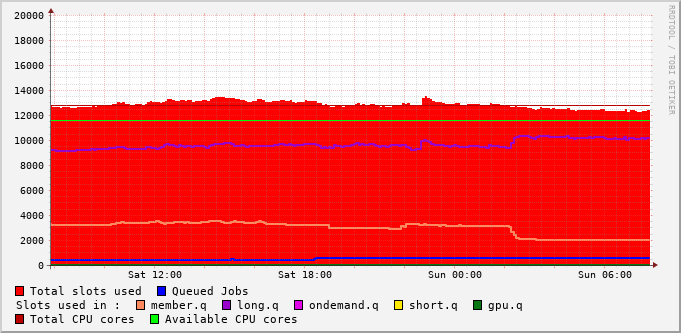 20000
18000
16000
14000
12000
10000
8000
6000
4000
2000
0
Sat 12:00 Sat 18:00 Sun 00:00 Sun 06:00
Total slots used Queued Jobs
Slots used in : member.q long.q ondemand.q short.q gpu.q
Total CPU cores Available CPU cores
RRDTOOL / TOBI OETIKER